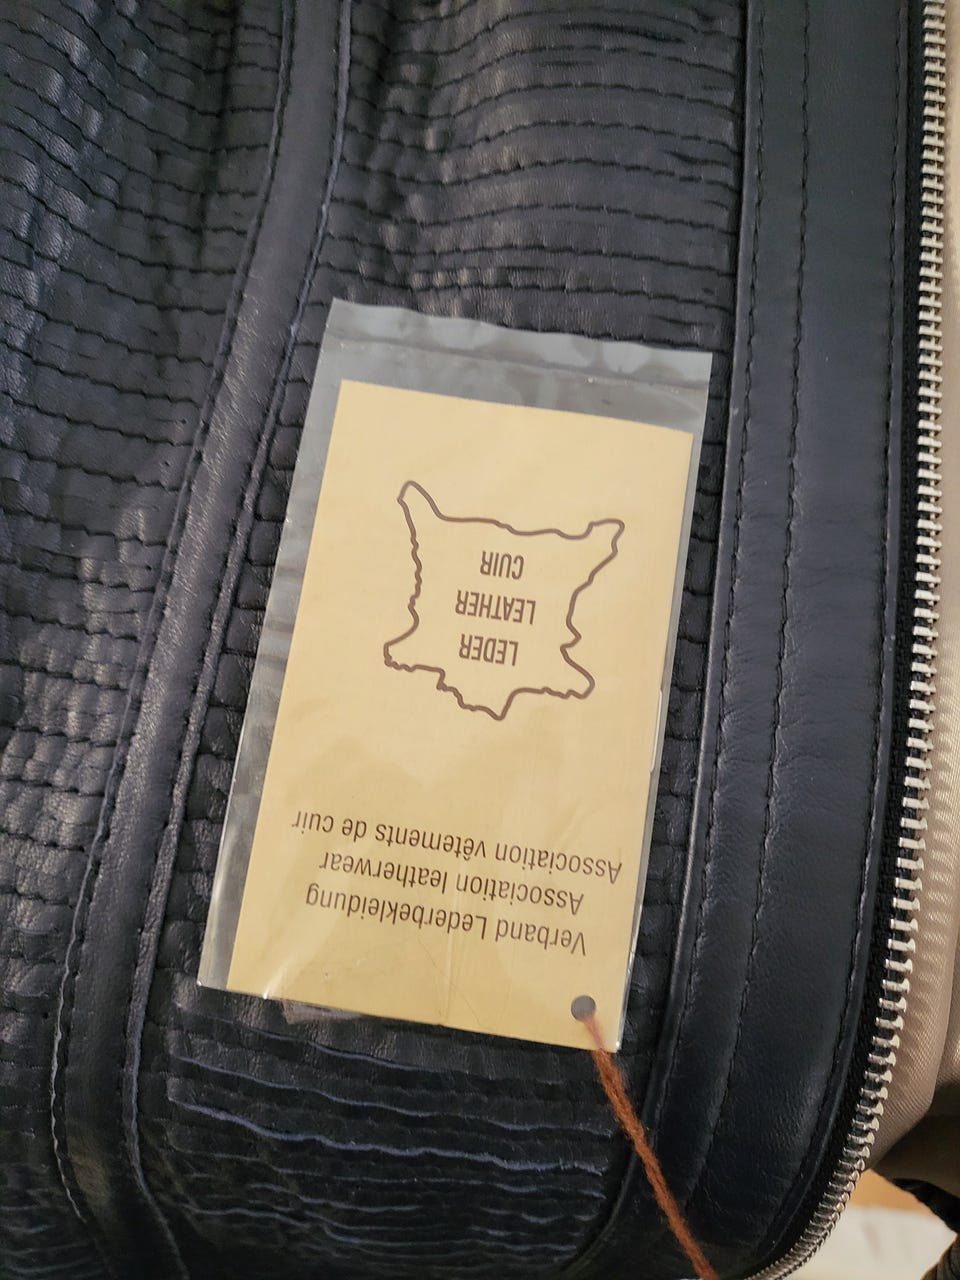 Verband Lederbekleidung
Association leatherwear
Association vêtements de cuir
LEDER
LEATHER
CUIR